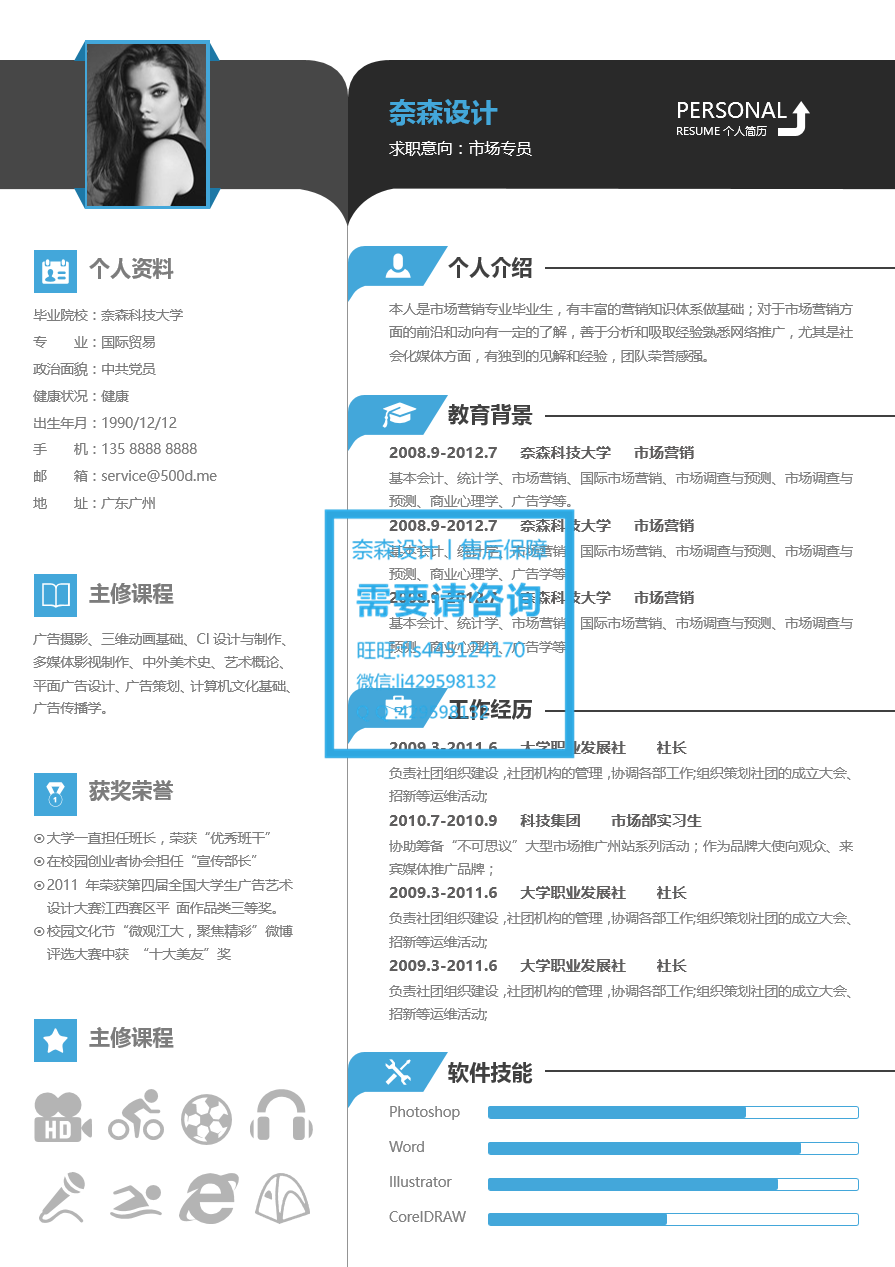 奈森设计
求职意向：市场专员
PERSONAL
RESUME 个人简历
个人资料
毕业院校：奈森科技大学
专 业：国际贸易
政治面貌：中共党员
健康状况：健康
出生年月：1990/12/12
手 机：135 8888 8888
邮 箱：service@500d.me
地 址：广东广州
主修课程
广告摄影、三维动画基础、CI 设计与制作、
多媒体影视制作、中外美术史、艺术概论、
平面广告设计、广告策划、计算机文化基础、
广告传播学。
获奖荣誉
大学一直担任班长，荣获“优秀班干”
在校园创业者协会担任“宣传部长”
2011 年荣获第四届全国大学生广告艺术
设计大赛江西赛区平 面作品类三等奖。
校园文化节“微观江大，聚焦精彩”微博
评选大赛中获 “十大美友”奖
主修课程
HD
个人介绍
本人是市场营销专业毕业生，有丰富的营销知识体系做基础；对于市场营销方
面的前沿和动向有一定的了解，善于分析和吸取经验熟悉网络推广，尤其是社
会化媒体方面，有独到的见解和经验，团队荣誉感强。
教育背景
2008.9-2012.7 奈森科技大学 市场营销
基本会计、统计学、市场营销、国际市场营销、市场调查与预测、市场调查与
预测、商业心理学、广告学等。
2008.9-2012.7 奈森科技大学 市场营销
基本会计、统计学、市场营销、国际市场营销、市场调查与预测、市场调查与
预测、商业心理学、广告学等
2008.9-2012.7 奈森科技大学 市场营销
基本会计、统计学、市场营销、国际市场营销、市场调查与预测、市场调查与
预测、商业心理学、广告学等
奈森设计丨售后保障
需要请咨询
微信:li429598132
:429598132
工作经历
2009.3-2011.6 大学职业发展社 社长
负责社团组织建设,社团机构的管理,协调各部工作;组织策划社团的成立大会、
招新等运维活动;
2010.7-2010.9 科技集团 市场部实习生
协助筹备“不可思议”大型市场推广州站系列活动；作为品牌大使向观众、来
宾媒体推广品牌；
2009.3-2011.6 大学职业发展社 社长
负责社团组织建设,社团机构的管理,协调各部工作;组织策划社团的成立大会、
招新等运维活动;
2009.3-2011.6 大学职业发展社 社长
负责社团组织建设,社团机构的管理,协调各部工作;组织策划社团的成立大会、
招新等运维活动;
软件技能
Photoshop
Word
Illustrator
CorelDRAW